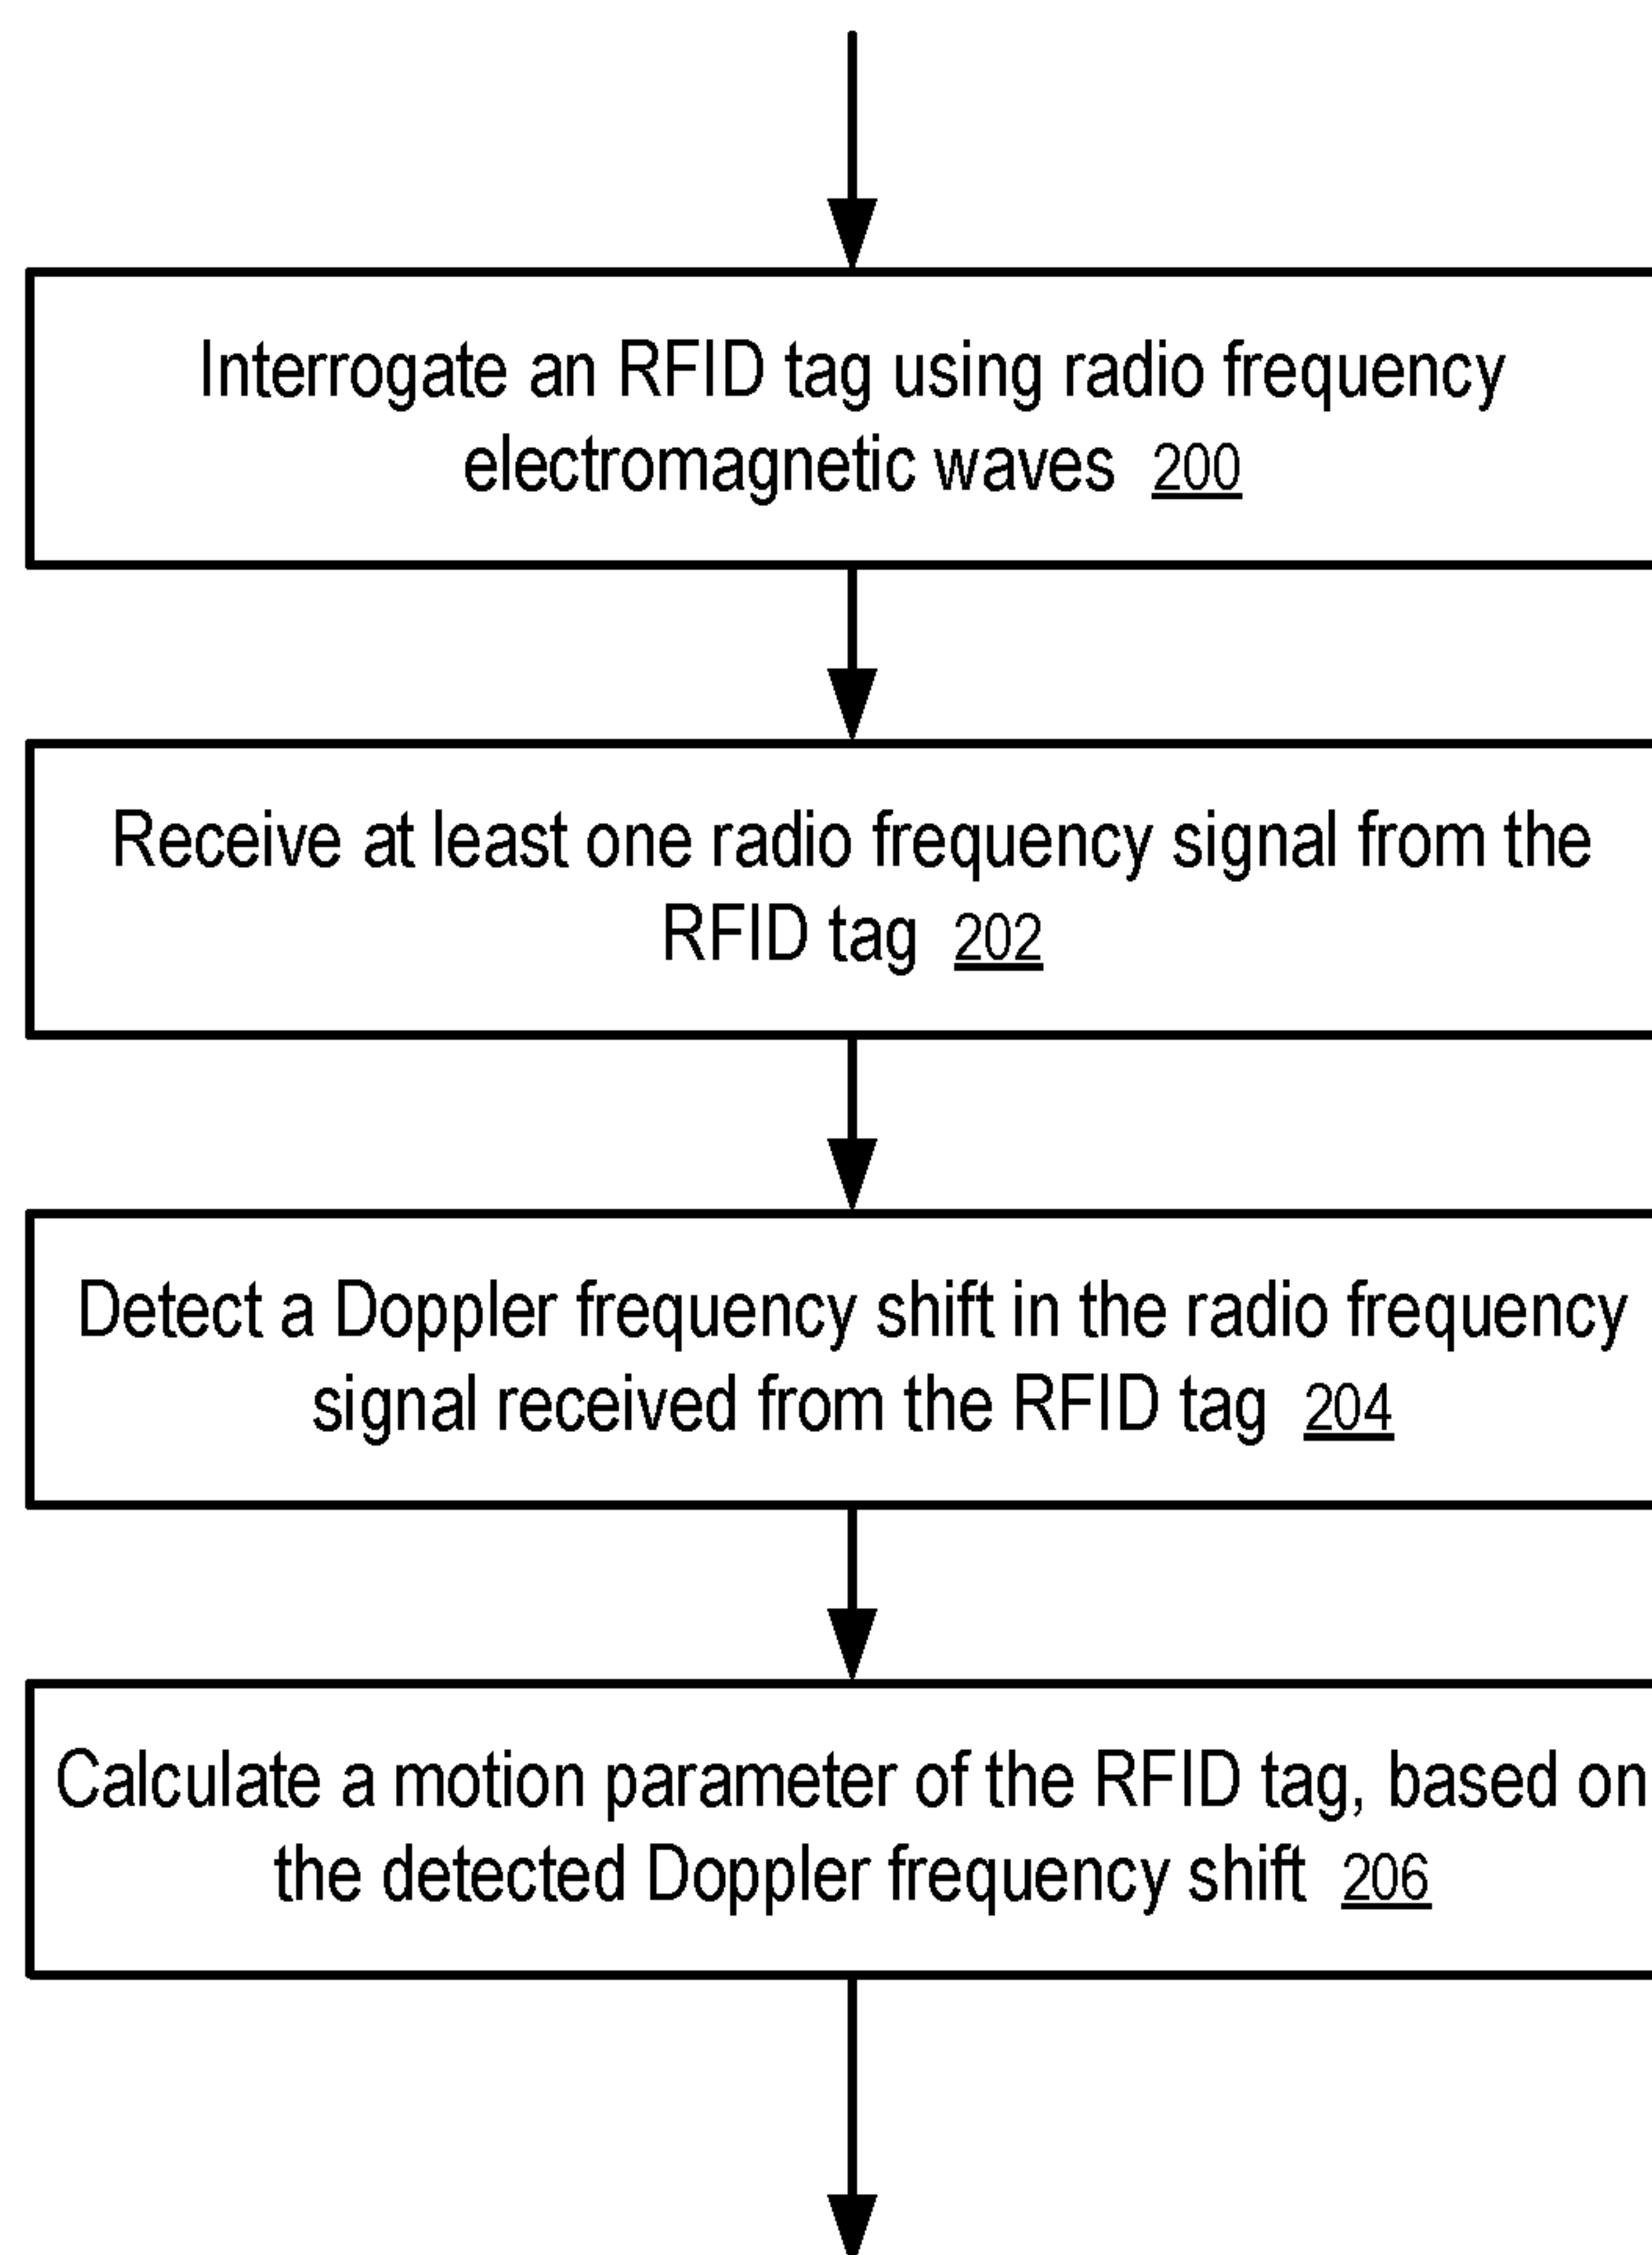 Interrogate an RFID tag using radio frequency
electromagnetic waves 200
Receive at least one radio frequency signal from the
RFID tag 202
Detect a Doppler frequency shift in the radio frequency
signal received from the RFID tag 204
Calculate a motion parameter of the RFID tag, based on
the detected Doppler frequency shift 206